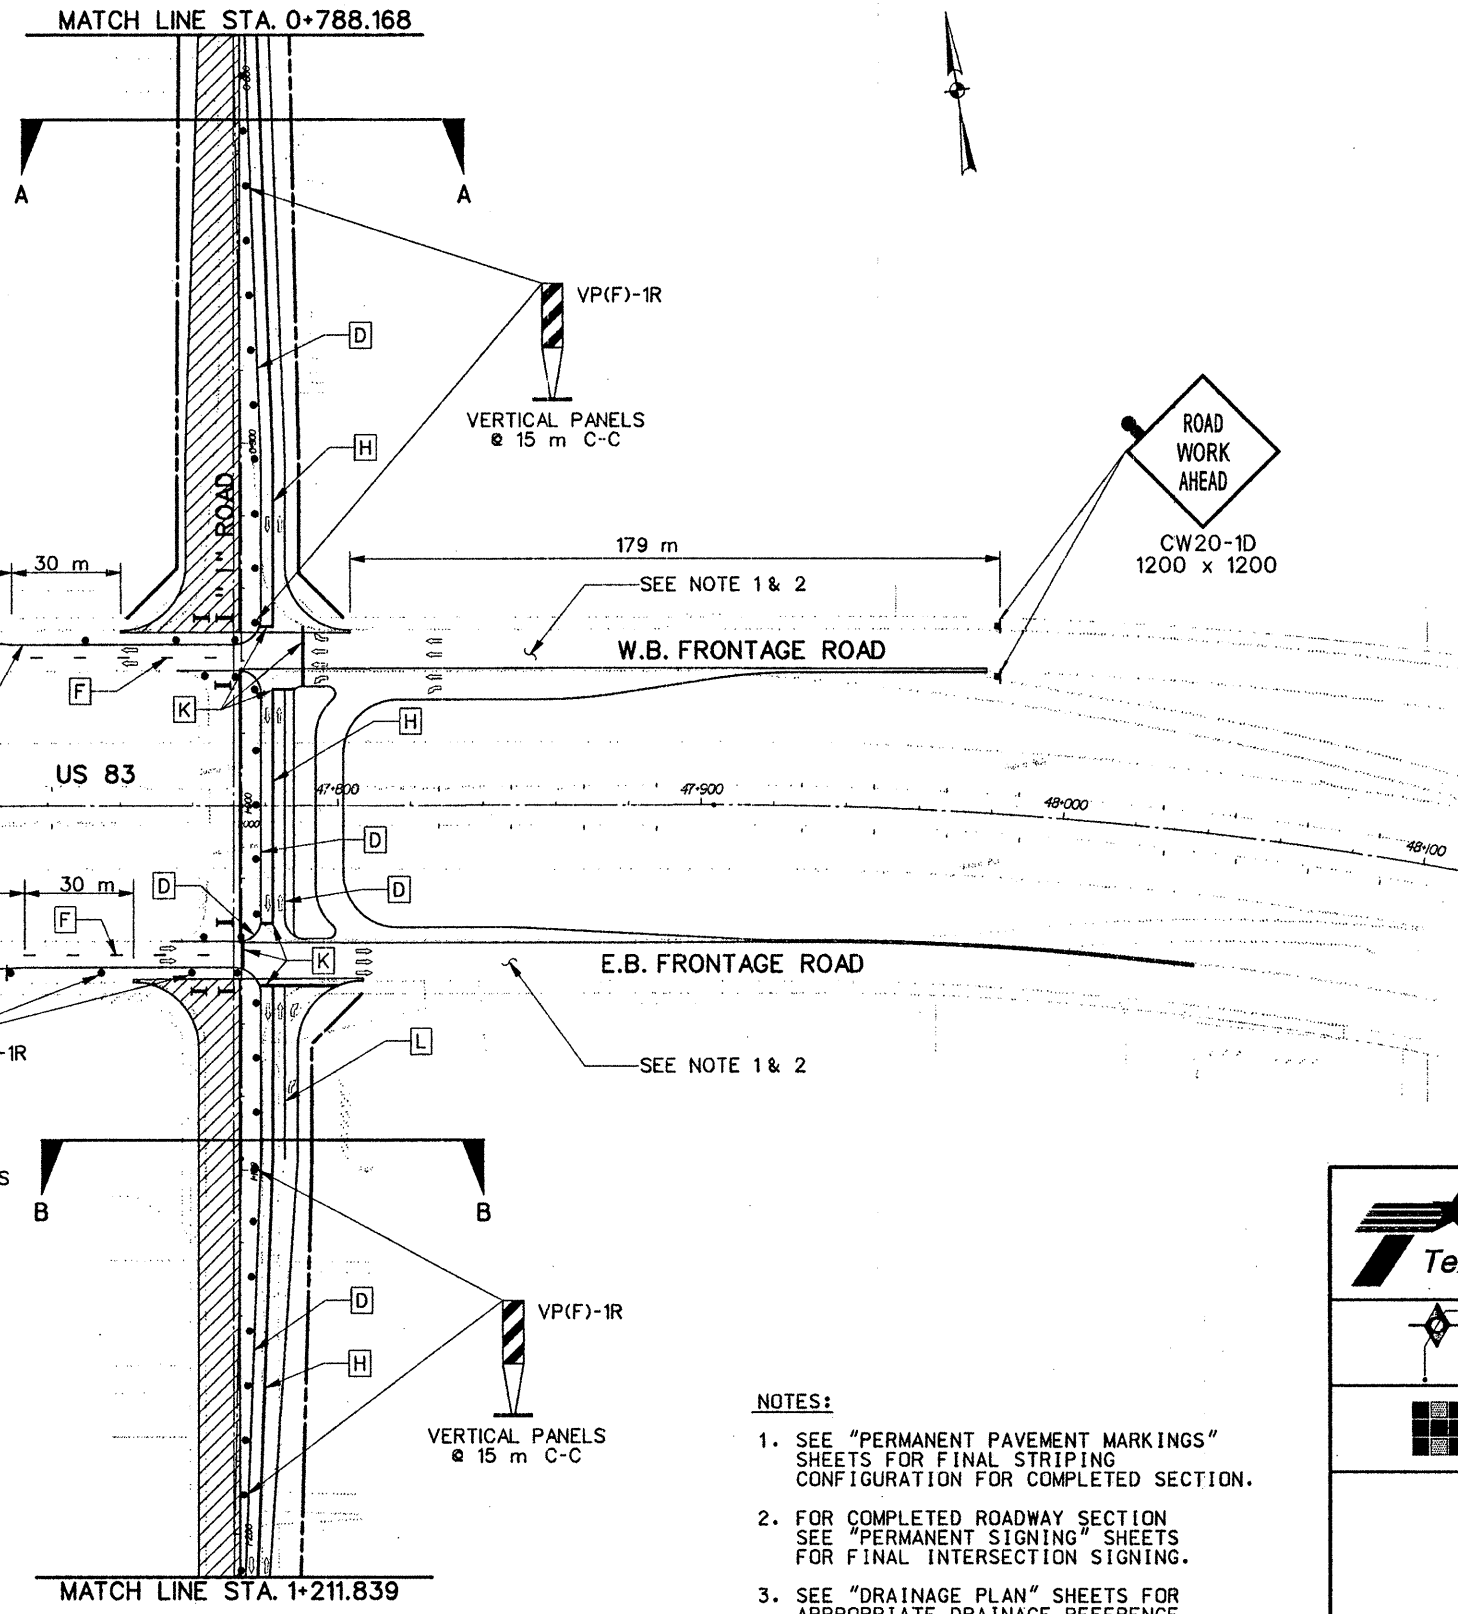 MATCH LINE STA. 0+788.168
A
A
VP(F)-1R
D
VERTICAL PANELS
@ 15 m C-C
H
ROAD
WORK
AHEAD
CW20-1D
1200 x 1200
"I" ROAD
30 m
179 m
SEE NOTE 1 & 2
W.B. FRONTAGE ROAD
F
K
H
US 83
47+800
47+900
48+000
48+100
D
D
30 m
D
F
K
E.B. FRONTAGE ROAD
-1R
L
SEE NOTE 1 & 2
S
B
B
D
VP(F)-1R
H
VERTICAL PANELS
@ 15 m C-C
MATCH LINE STA. 1+211.839
Te
NOTES:
1. SEE "PERMANENT PAVEMENT MARKINGS"
SHEETS FOR FINAL STRIPING
CONFIGURATION FOR COMPLETED SECTION.
2. FOR COMPLETED ROADWAY SECTION
SEE "PERMANENT SIGNING" SHEETS
FOR FINAL INTERSECTION SIGNING.
3. SEE "DRAINAGE PLAN" SHEETS FOR
APPROPRIATE DRAINAGE REFERENCE